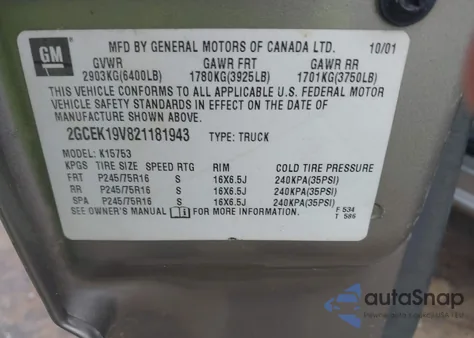 GM
MFD BY GENERAL MOTORS OF CANADA LTD. 10/01
GVWR GAWR FRT GAWR RR
2903KG(6400LB) 1780KG(3925LB) 1701KG(3750LB)
THIS VEHICLE CONFORMS TO ALL APPLICABLE U.S. FEDERAL MOTOR
VEHICLE SAFETY STANDARDS IN EFFECT ON THE DATE OF
MANUFACTURE SHOWN ABOVE.
2GCEK19V821181943 TYPE: TRUCK
MODEL: K15753
KPGS TIRE SIZE SPEED RTG RIM COLD TIRE PRESSURE
FRT P245/75R16 S 16X6.5J 240KPA(35PSI)
RR P245/75R16 S 16X6.5J 240KPA(35PSI)
SPA P245/75R16 S 16X6.5J 240KPA(35PSI)
SEE OWNER'S MANUAL FOR MORE INFORMATION.
F 534
T 586
autoSnap